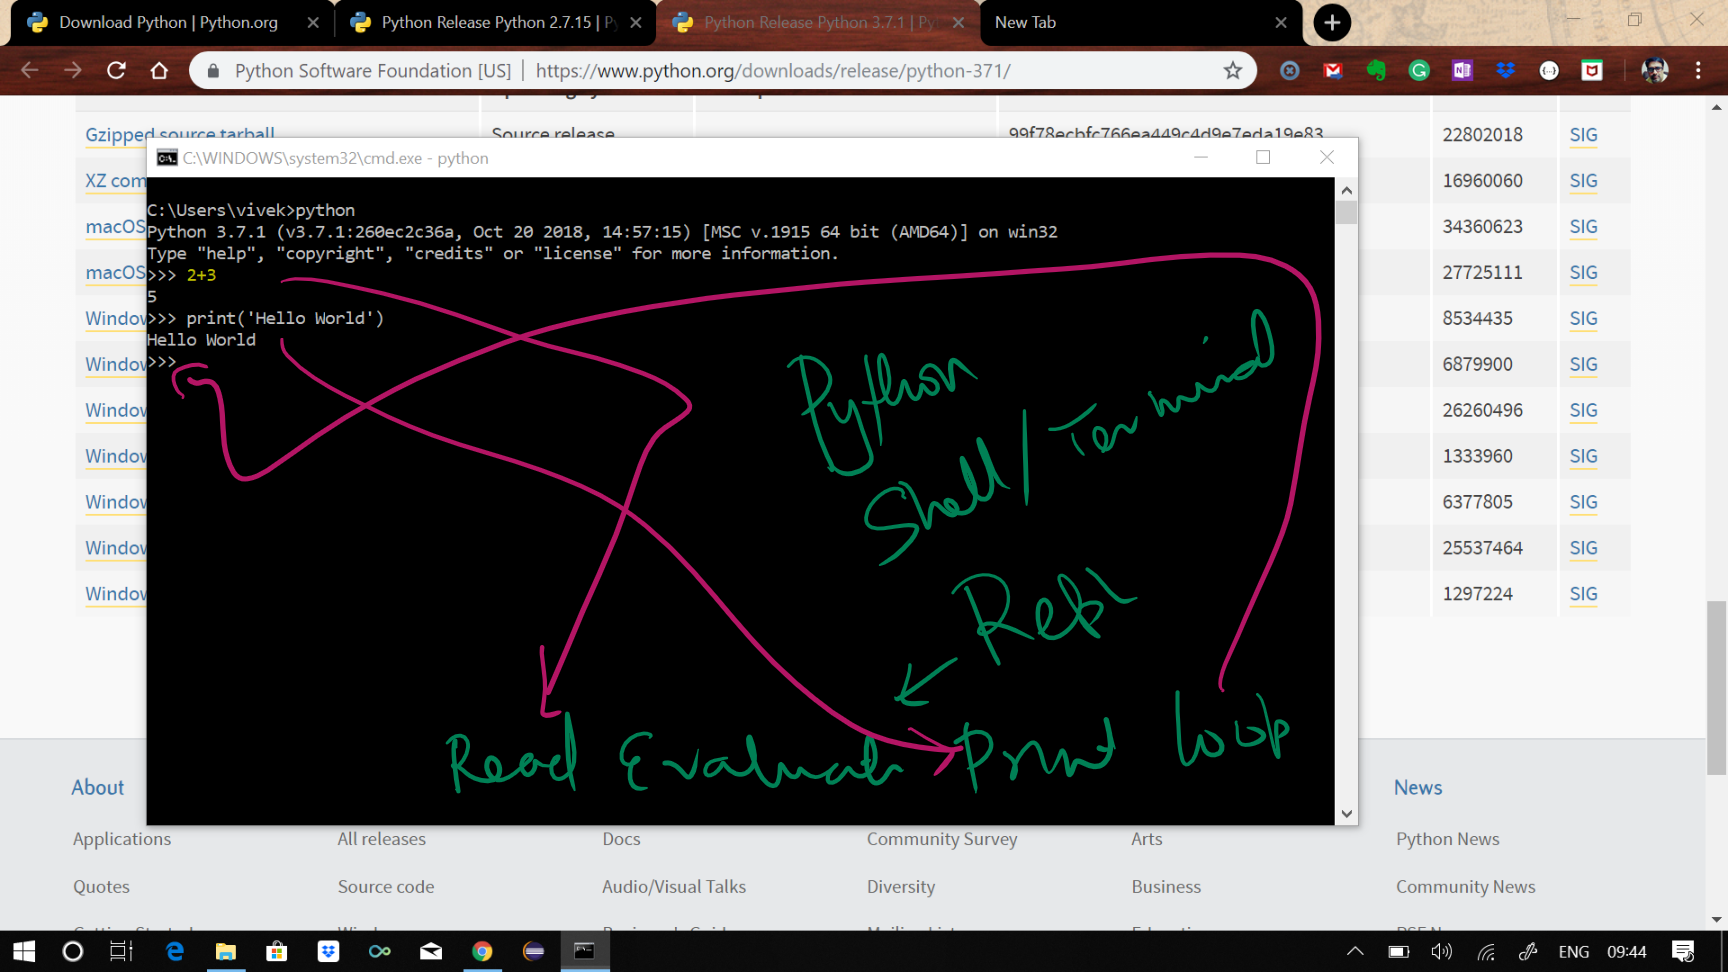 Download Python | Python.org
Python Release Python 2.7.15 | Py
Python Release Python 3.7.1 | Py
New Tab
Python Software Foundation [US] | https://www.python.org/downloads/release/python-371/
Gzipped source tarball Source release 99f78ecbfc766ea449c4d9e7eda19e83 22802018 SIG
XZ com 16960060 SIG
macOS 34360623 SIG
macOS 27725111 SIG
Window 8534435 SIG
Window 6879900 SIG
Window 26260496 SIG
Window 1333960 SIG
Window 6377805 SIG
Window 25537464 SIG
Window 1297224 SIG
C:\WINDOWS\system32\cmd.exe - python
C:\Users\vivek>python
Python 3.7.1 (v3.7.1:260ec2c36a, Oct 20 2018, 14:57:15) [MSC v.1915 64 bit (AMD64)] on win32
Type "help", "copyright", "credits" or "license" for more information.
>>> 2+3
5
>>> print('Hello World')
Hello World
>>>
Python
Shell / Terminal
Repl
Read Evaluate Print Loop
About News
Applications All releases Docs Community Survey Arts Python News
Quotes Source code Audio/Visual Talks Diversity Business Community News
ENG 09:44